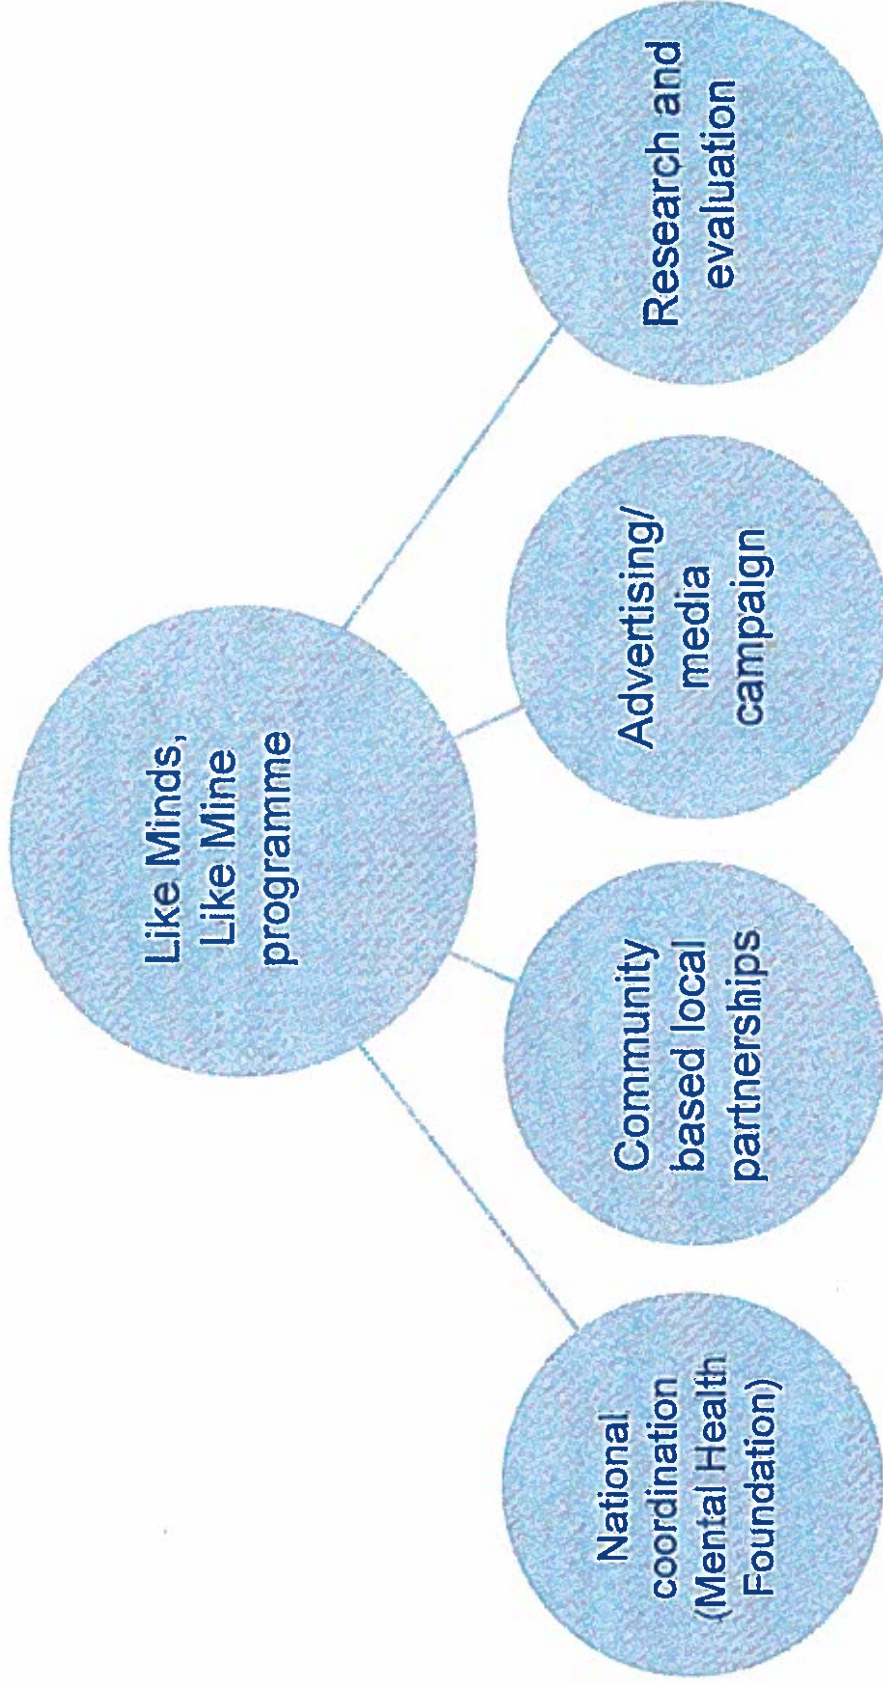 Like Minds,
Like Mine
programme
National
coordination
(Mental Health
Foundation)
Community
based local
partnerships
Advertising/
media
campaign
Research and
evaluation